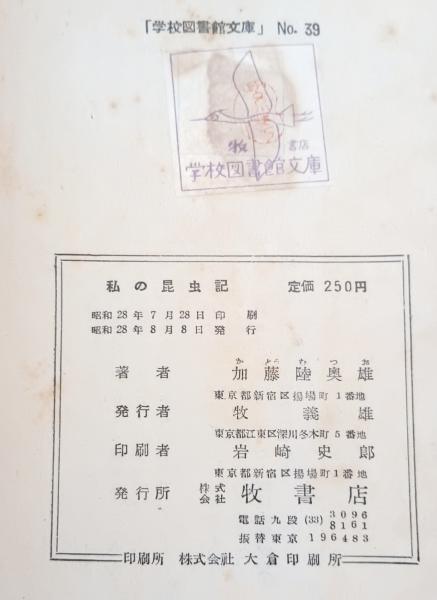 「学校図書館文庫」 No. 39
牧 書店
学校図書館文庫
私の昆虫記 定価 250円
昭和 28 年 7 月 28 日 印 刷
昭和 28 年 8 月 8 日 発 行
か とう む つ お
著者 加藤陸奥雄
東京都新宿区揚場町 1 番地
発行者 牧義雄
東京都江東区深川冬木町 5 番地
印刷者 岩崎史郎
東京都新宿区揚場町 1 番地
発行所 株式会社 牧書店
電話九段 (33) 3096 8161
振替東京 196483
印刷所 株式会社 大倉印刷所